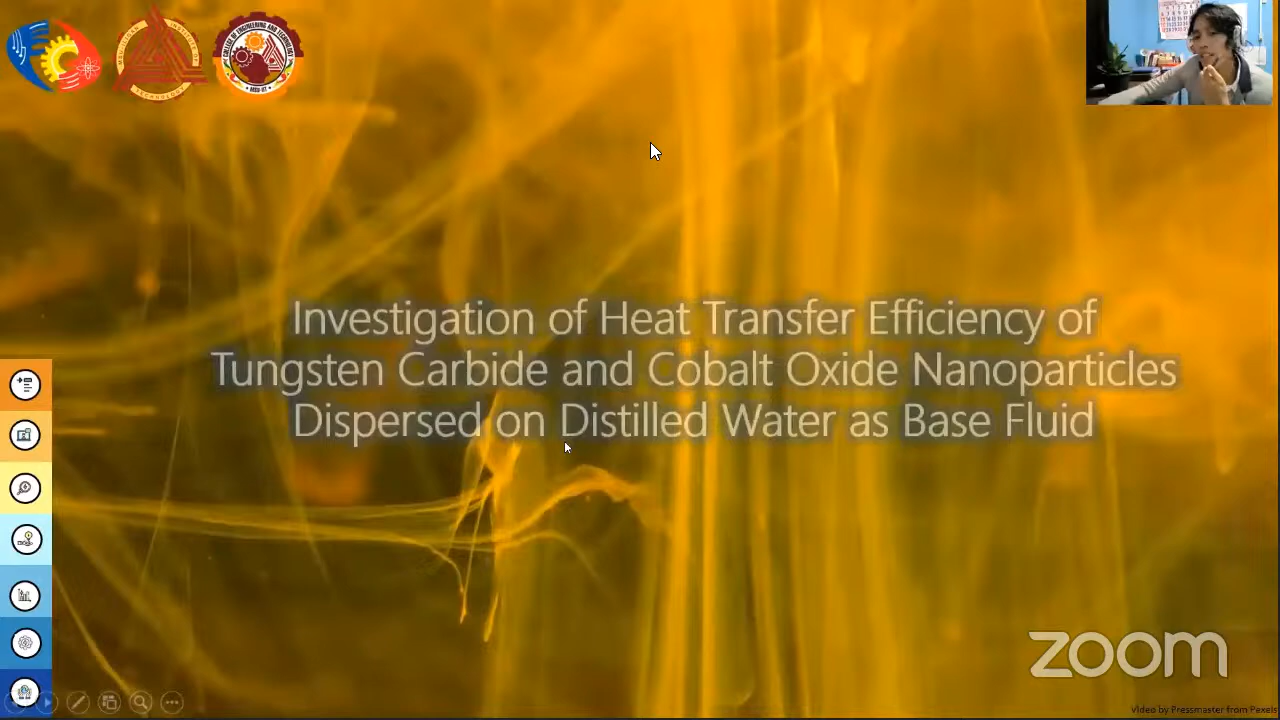 Investigation of Heat Transfer Efficiency of
Tungsten Carbide and Cobalt Oxide Nanoparticles
Dispersed on Distilled Water as Base Fluid
zoom
Video by Pressmaster from Pexels